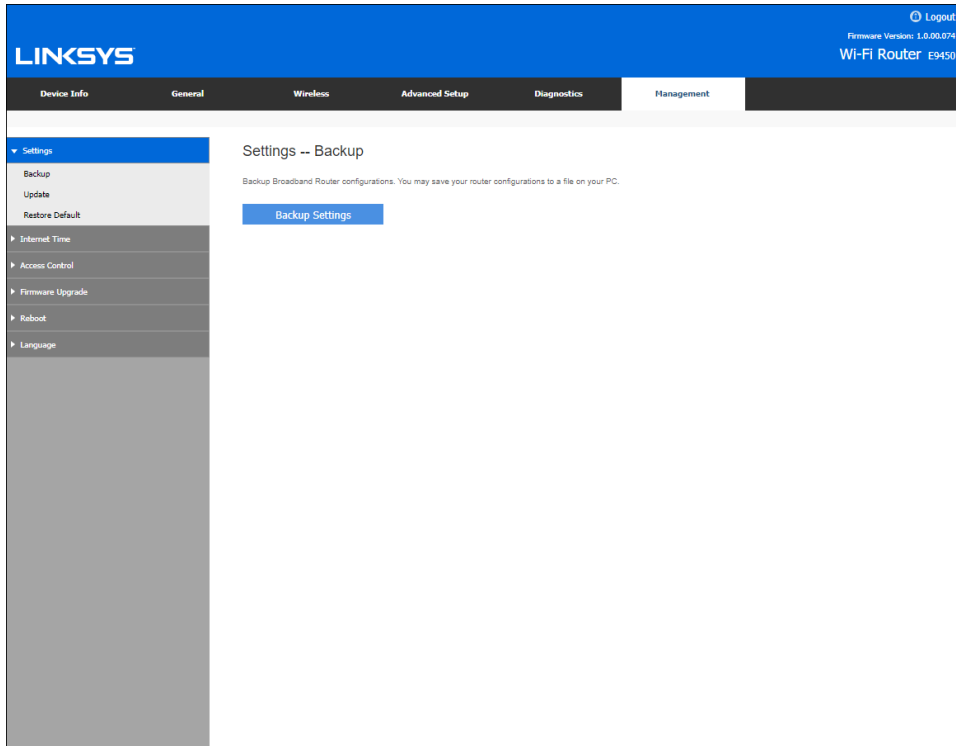 Logout
Firmware Version: 1.0.00.074
LINKSYS
Wi-Fi Router E9450
Device Info General Wireless Advanced Setup Diagnostics Management
Settings
Backup
Update
Restore Default
Internet Time
Access Control
Firmware Upgrade
Reboot
Language
Settings -- Backup
Backup Broadband Router configurations. You may save your router configurations to a file on your PC.
Backup Settings